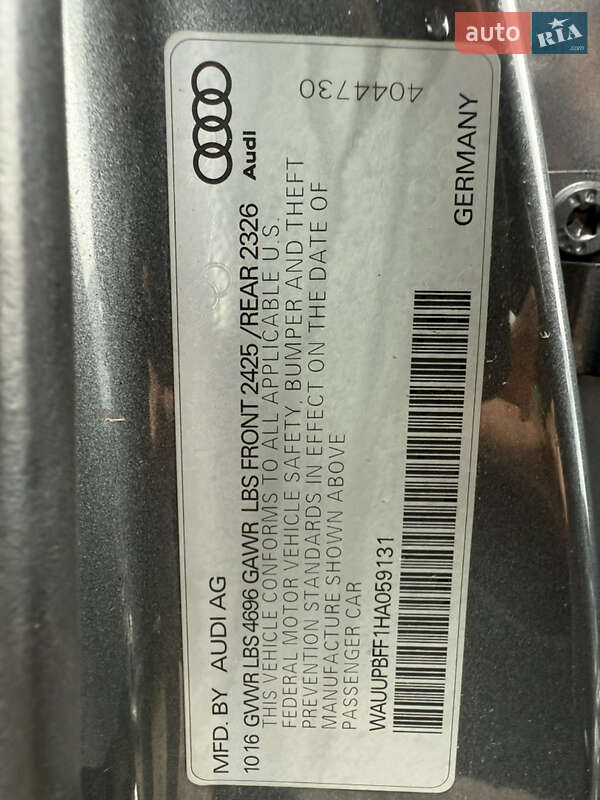 auto RIA
.com
4044730
Audi
MFD. BY AUDI AG
10 16 GVWR LBS 4696 GAWR LBS FRONT 2425 /REAR 2326
THIS VEHICLE CONFORMS TO ALL APPLICABLE U.S.
FEDERAL MOTOR VEHICLE SAFETY, BUMPER AND THEFT
PREVENTION STANDARDS IN EFFECT ON THE DATE OF
MANUFACTURE SHOWN ABOVE
PASSENGER CAR
WAUUPBFF1HA059131
GERMANY